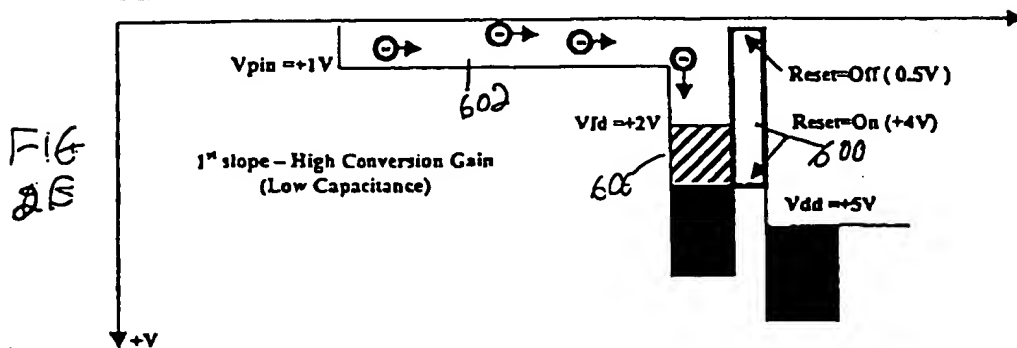 Vpin =+1V
Reset=Off ( 0.5V )
602
Vfd =+2V
Reset=On (+4V)
600
FIG
2B
1st slope – High Conversion Gain
(Low Capacitance)
606
Vdd =+5V
+V